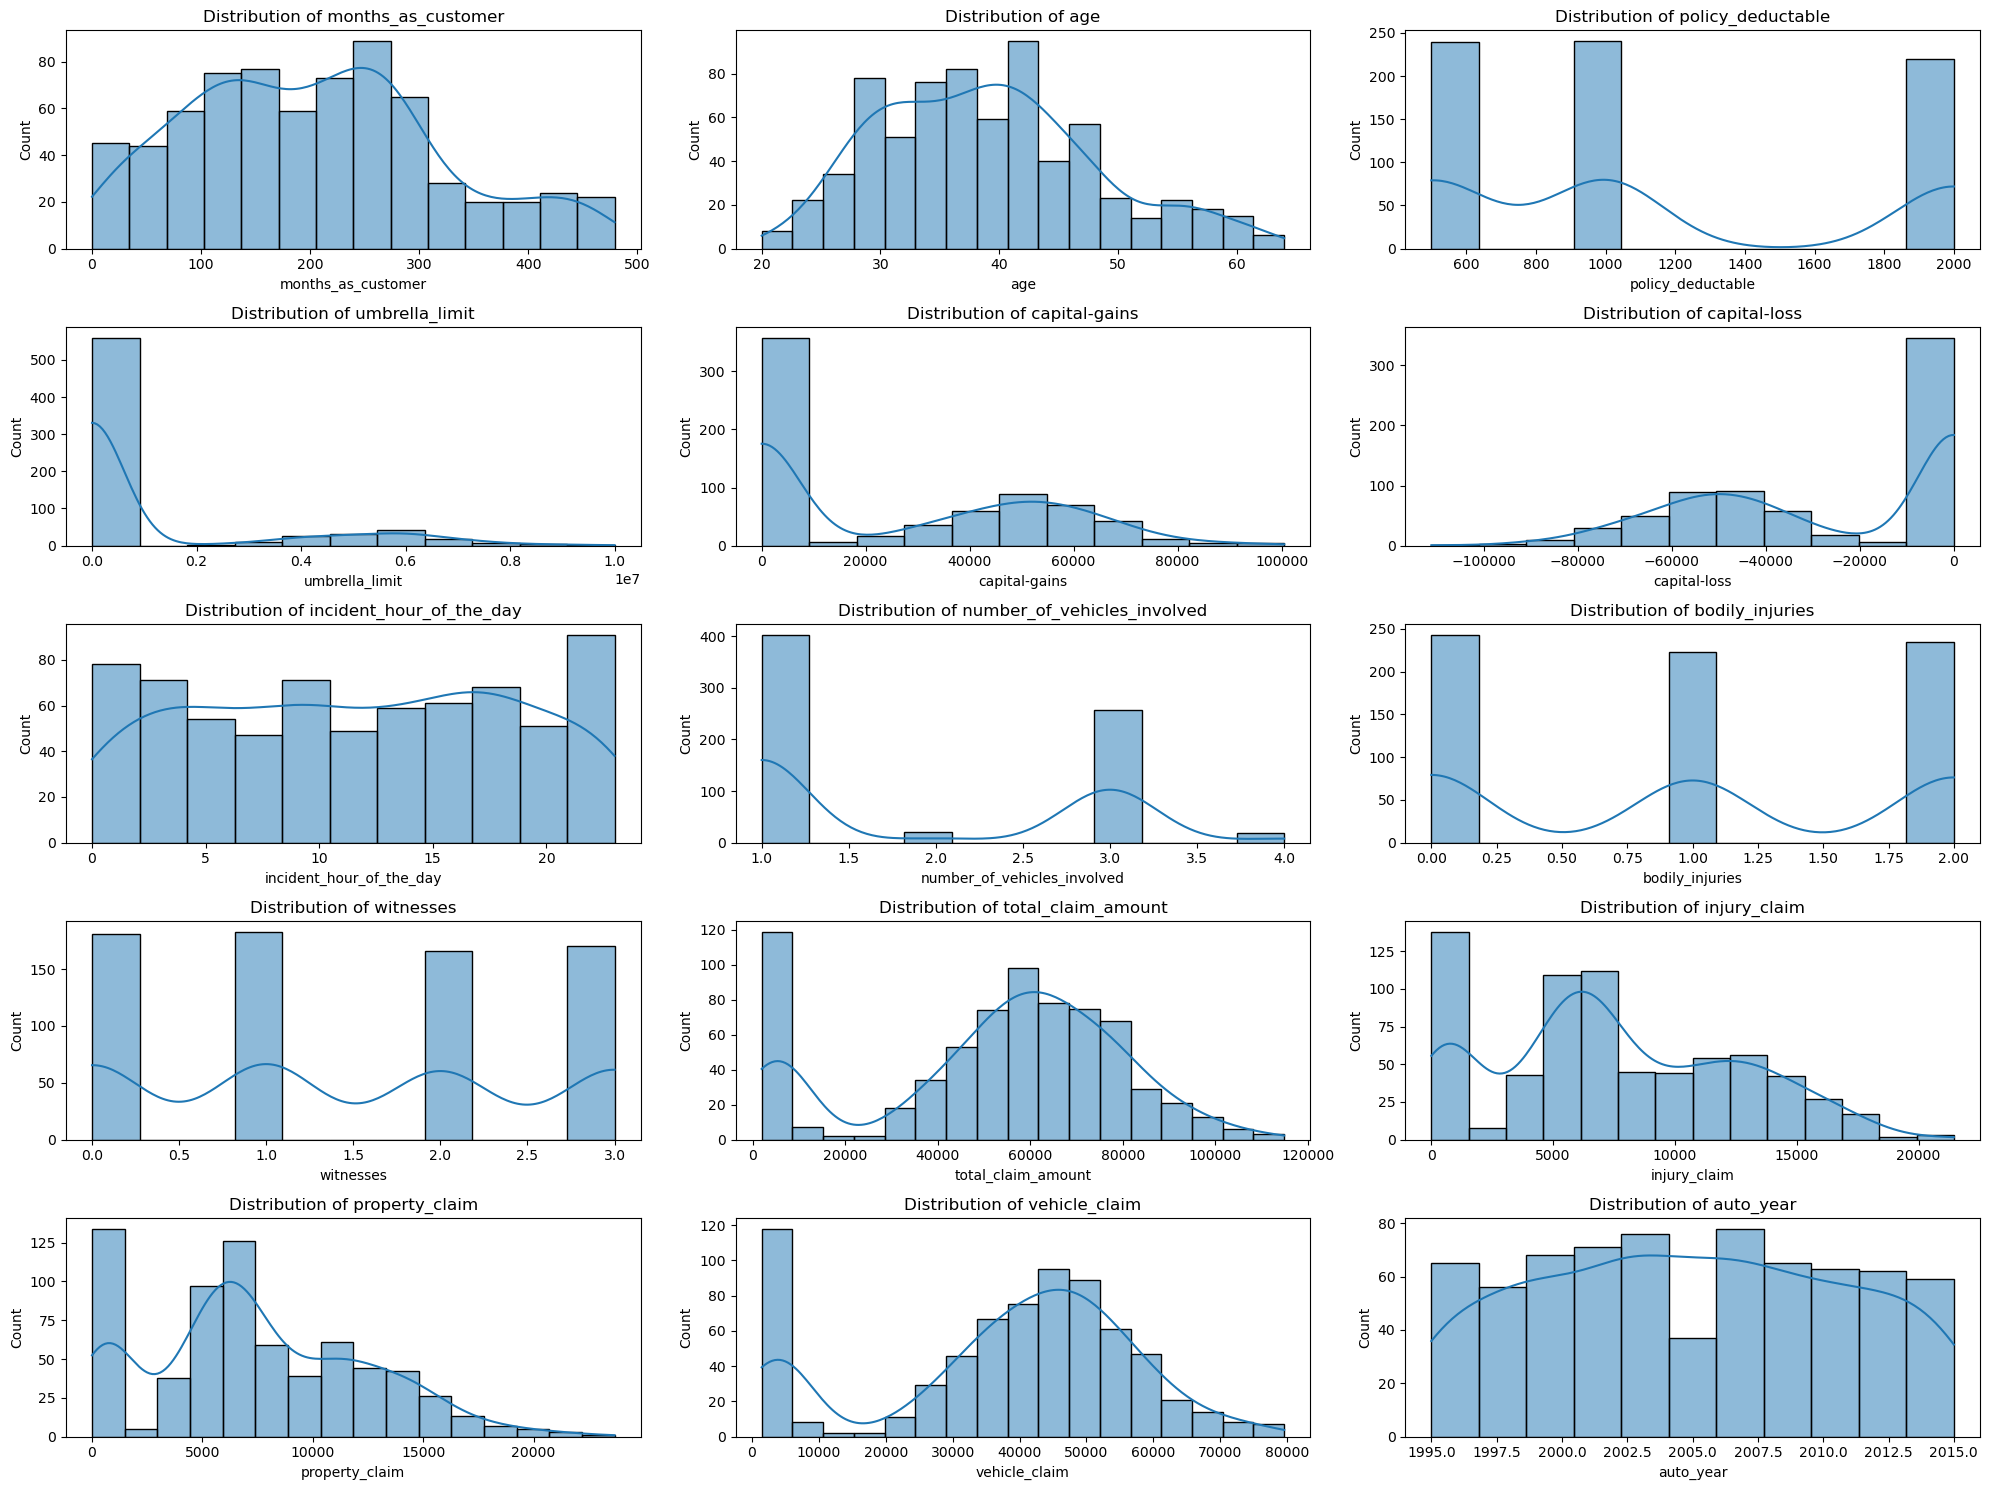 Distribution of months_as_customer
Count
80
60
40
20
0
0 100 200 300 400 500
months_as_customer
Distribution of age
Count
80
60
40
20
0
20 30 40 50 60
age
Distribution of policy_deductable
Count
250
200
150
100
50
0
600 800 1000 1200 1400 1600 1800 2000
policy_deductable
Distribution of umbrella_limit
Count
500
400
300
200
100
0
0.0 0.2 0.4 0.6 0.8 1.0
1e7
umbrella_limit
Distribution of capital-gains
Count
300
200
100
0
0 20000 40000 60000 80000 100000
capital-gains
Distribution of capital-loss
Count
300
200
100
0
−100000 −80000 −60000 −40000 −20000 0
capital-loss
Distribution of incident_hour_of_the_day
Count
80
60
40
20
0
0 5 10 15 20
incident_hour_of_the_day
Distribution of number_of_vehicles_involved
Count
400
300
200
100
0
1.0 1.5 2.0 2.5 3.0 3.5 4.0
number_of_vehicles_involved
Distribution of bodily_injuries
Count
250
200
150
100
50
0
0.00 0.25 0.50 0.75 1.00 1.25 1.50 1.75 2.00
bodily_injuries
Distribution of witnesses
Count
150
100
50
0
0.0 0.5 1.0 1.5 2.0 2.5 3.0
witnesses
Distribution of total_claim_amount
Count
120
100
80
60
40
20
0
0 20000 40000 60000 80000 100000 120000
total_claim_amount
Distribution of injury_claim
Count
125
100
75
50
25
0
0 5000 10000 15000 20000
injury_claim
Distribution of property_claim
Count
125
100
75
50
25
0
0 5000 10000 15000 20000
property_claim
Distribution of vehicle_claim
Count
120
100
80
60
40
20
0
0 10000 20000 30000 40000 50000 60000 70000 80000
vehicle_claim
Distribution of auto_year
Count
80
60
40
20
0
1995.0 1997.5 2000.0 2002.5 2005.0 2007.5 2010.0 2012.5 2015.0
auto_year